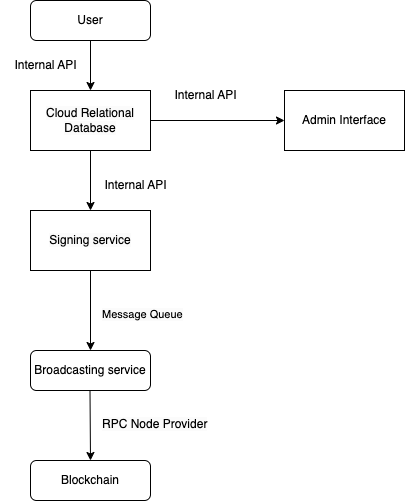 User
Internal API
Internal API
Cloud Relational
Database
Admin Interface
Internal API
Signing service
Message Queue
Broadcasting service
RPC Node Provider
Blockchain